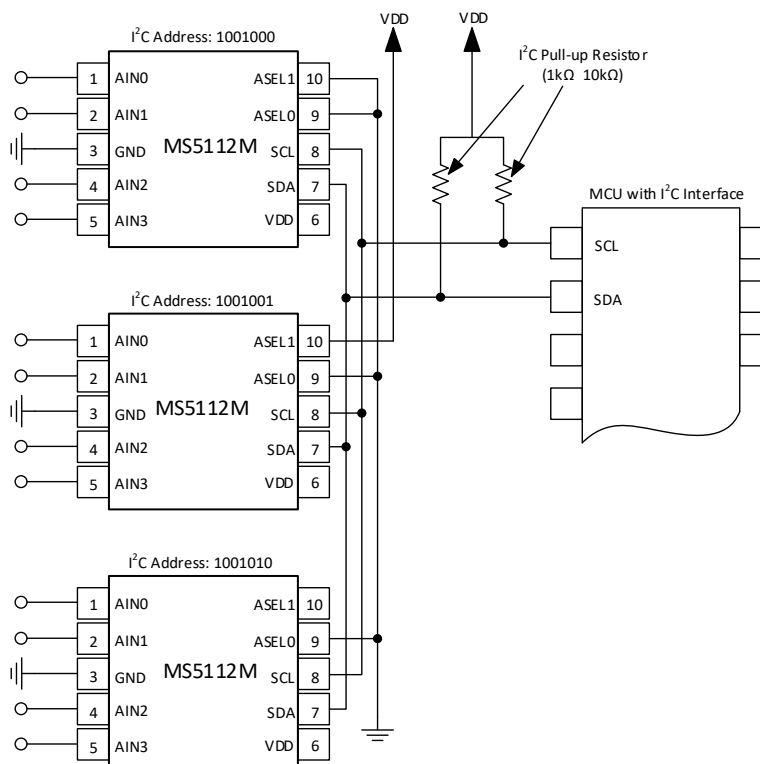 VDD
VDD
I²C Pull-up Resistor
(1kΩ 10kΩ)
I²C Address: 1001000
1 AIN0 ASEL1 10
2 AIN1 ASEL0 9
3 GND MS5112M SCL 8
4 AIN2 SDA 7
5 AIN3 VDD 6
MCU with I²C Interface
SCL
SDA
I²C Address: 1001001
1 AIN0 ASEL1 10
2 AIN1 ASEL0 9
3 GND MS5112M SCL 8
4 AIN2 SDA 7
5 AIN3 VDD 6
I²C Address: 1001010
1 AIN0 ASEL1 10
2 AIN1 ASEL0 9
3 GND MS5112M SCL 8
4 AIN2 SDA 7
5 AIN3 VDD 6